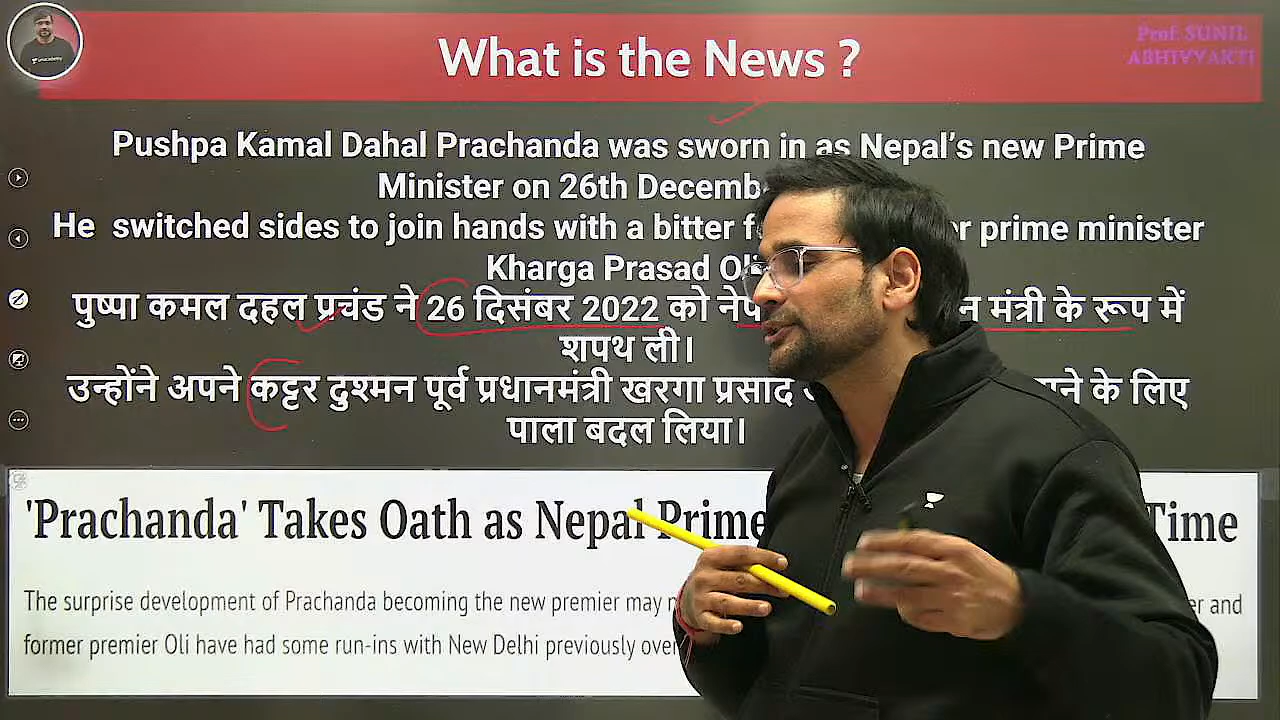 What is the News ?
Prof. SUNIL
ABHIVYAKTI
unacademy
Pushpa Kamal Dahal Prachanda was sworn in as Nepal’s new Prime
Minister on 26th
He switched sides to join hands with a bitter prime minister
Kharga Prasad
पुष्पा कमल दहल प्रचंड ने 26 दिसंबर 2022 को मंत्री के रूप में
शपथ ली।
उन्होंने अपने कट्टर दुश्मन पूर्व प्रधानमंत्री खरगा प्रसाद के लिए
पाला बदल लिया।
'Prachanda' Takes Oath as Nepal Prime Time
The surprise development of Prachanda becoming the new premier may and
former premier Oli have had some run-ins with New Delhi previously